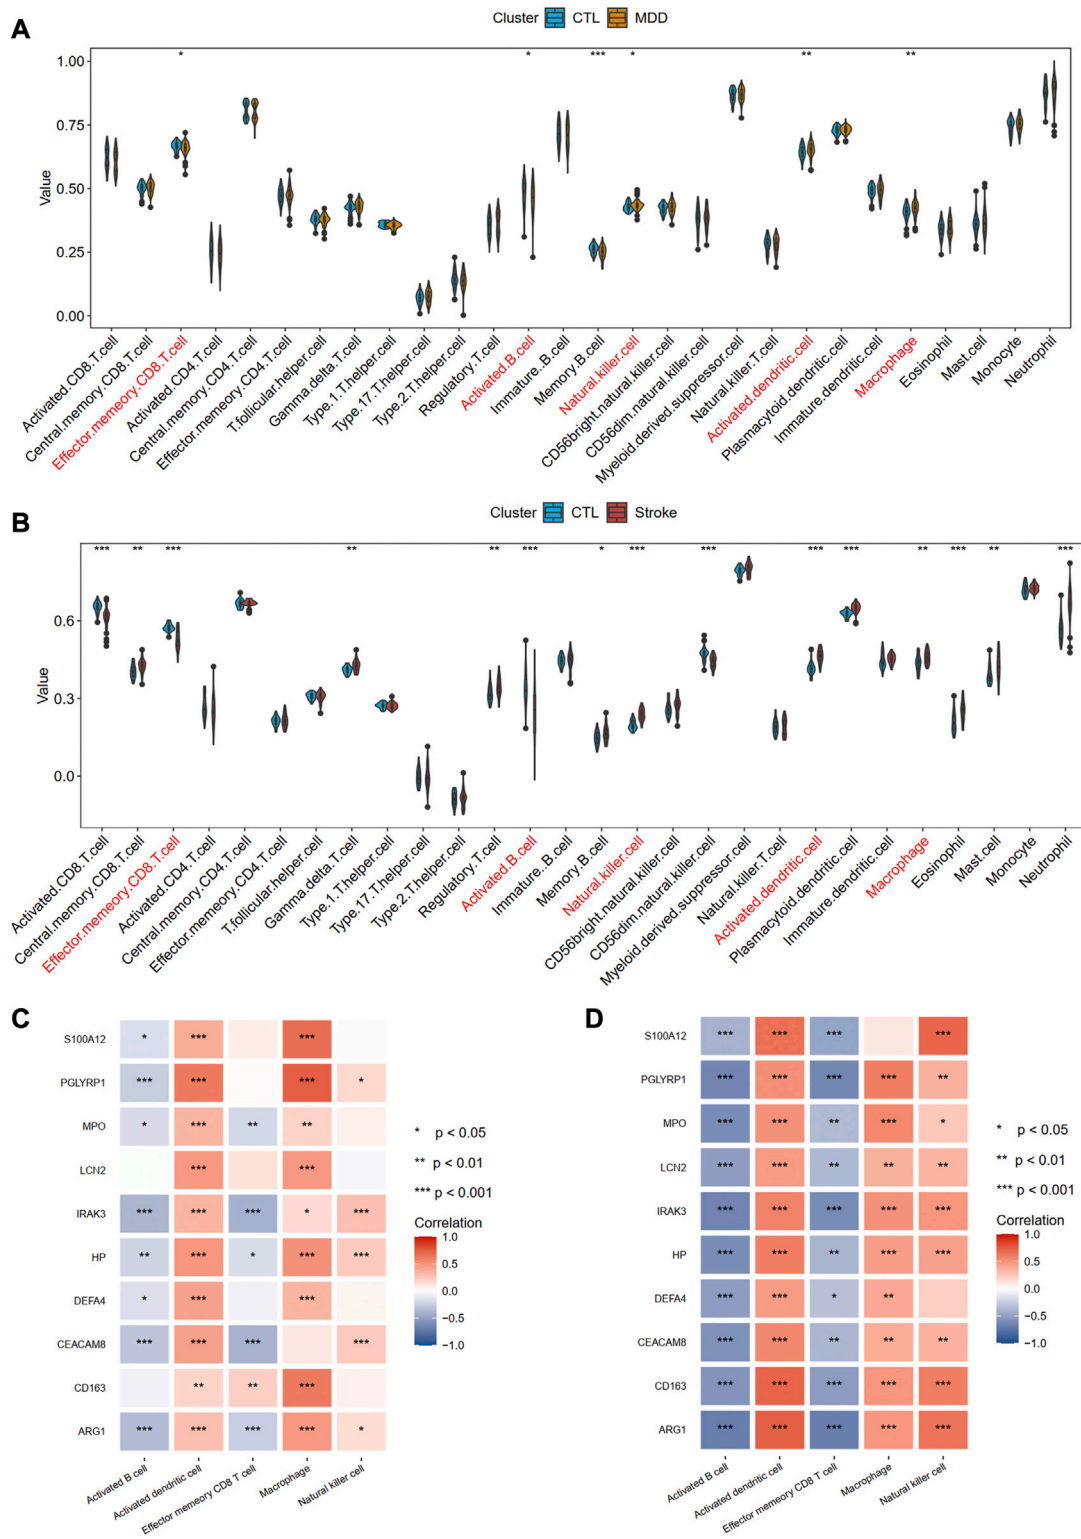 A
Cluster CTL MDD
* * *** * ** **
Value
1.00
0.75
0.50
0.25
0.00
Activated.CD8.T.cell
Central.memory.CD8.T.cell
Effector.memeory.CD8.T.cell
Activated.CD4.T.cell
Central.memory.CD4.T.cell
Effector.memeory.CD4.T.cell
T.follicular.helper.cell
Gamma.delta.T.cell
Type.1.T.helper.cell
Type.17.T.helper.cell
Type.2.T.helper.cell
Regulatory.T.cell
Activated.B.cell
Immature.B.cell
Memory.B.cell
Natural.killer.cell
CD56bright.natural.killer.cell
CD56dim.natural.killer.cell
Myeloid.derived.suppressor.cell
Natural.killer.T.cell
Activated.dendritic.cell
Plasmacytoid.dendritic.cell
Immature.dendritic.cell
Macrophage
Eosinophil
Mast.cell
Monocyte
Neutrophil
B
Cluster CTL Stroke
*** ** *** ** ** *** * *** *** *** *** ** *** ** ***
Value
0.6
0.3
0.0
Activated.CD8.T.cell
Central.memory.CD8.T.cell
Effector.memeory.CD8.T.cell
Activated.CD4.T.cell
Central.memory.CD4.T.cell
Effector.memeory.CD4.T.cell
T.follicular.helper.cell
Gamma.delta.T.cell
Type.1.T.helper.cell
Type.17.T.helper.cell
Type.2.T.helper.cell
Regulatory.T.cell
Activated.B.cell
Immature.B.cell
Memory.B.cell
Natural.killer.cell
CD56bright.natural.killer.cell
CD56dim.natural.killer.cell
Myeloid.derived.suppressor.cell
Natural.killer.T.cell
Activated.dendritic.cell
Plasmacytoid.dendritic.cell
Immature.dendritic.cell
Macrophage
Eosinophil
Mast.cell
Monocyte
Neutrophil
C
S100A12 * *** ***
PGLYRP1 *** *** *** *
MPO * *** ** **
LCN2 *** ***
IRAK3 *** *** *** * ***
HP ** *** * *** ***
DEFA4 * *** ***
CEACAM8 *** *** *** ***
CD163 ** ** ***
ARG1 *** *** *** *** *
Activated B cell
Activated dendritic cell
Effector memeory CD8 T cell
Macrophage
Natural killer cell
* p < 0.05
** p < 0.01
*** p < 0.001
Correlation
1.0
0.5
0.0
−0.5
−1.0
D
S100A12 *** *** *** ***
PGLYRP1 *** *** *** *** **
MPO *** *** ** *** *
LCN2 *** *** ** ** **
IRAK3 *** *** *** *** ***
HP *** *** ** *** ***
DEFA4 *** *** * **
CEACAM8 *** *** ** ** **
CD163 *** *** *** *** ***
ARG1 *** *** *** *** ***
Activated B cell
Activated dendritic cell
Effector memeory CD8 T cell
Macrophage
Natural killer cell
* p < 0.05
** p < 0.01
*** p < 0.001
Correlation
1.0
0.5
0.0
−0.5
−1.0